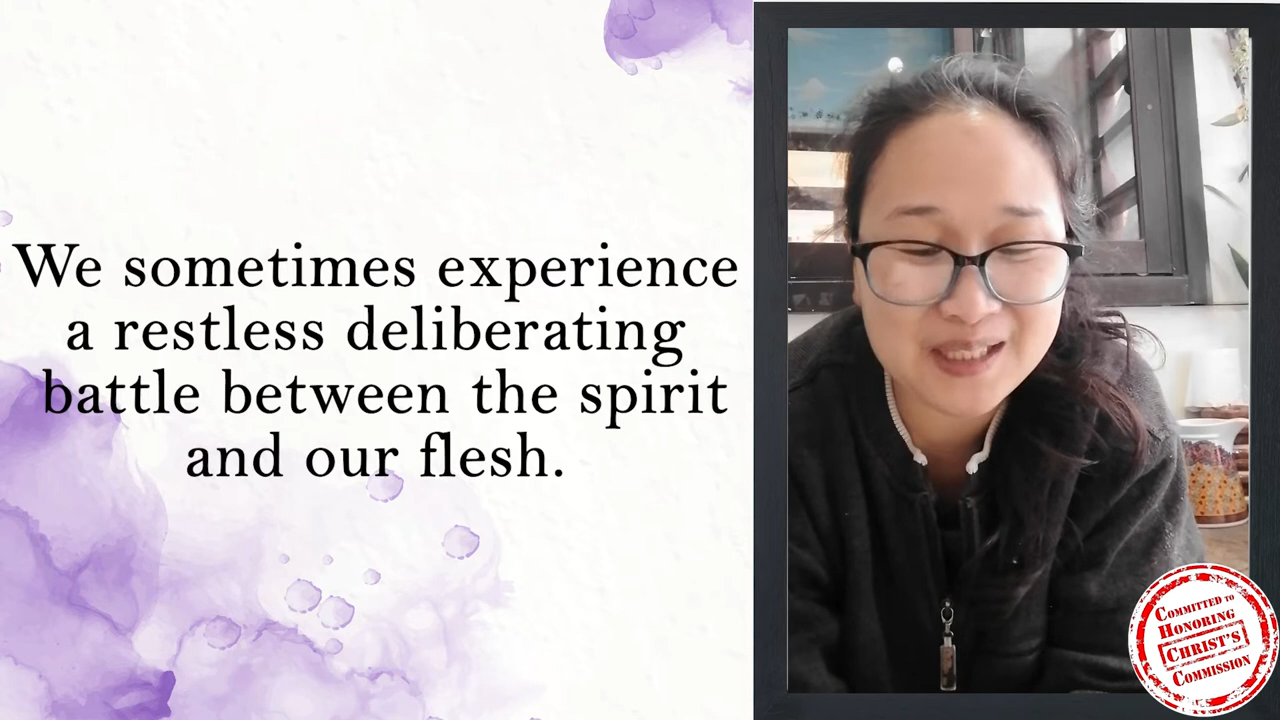 We sometimes experience
a restless deliberating
battle between the spirit
and our flesh.
COMMITTED TO
HONORING
CHRIST'S
COMMISSION